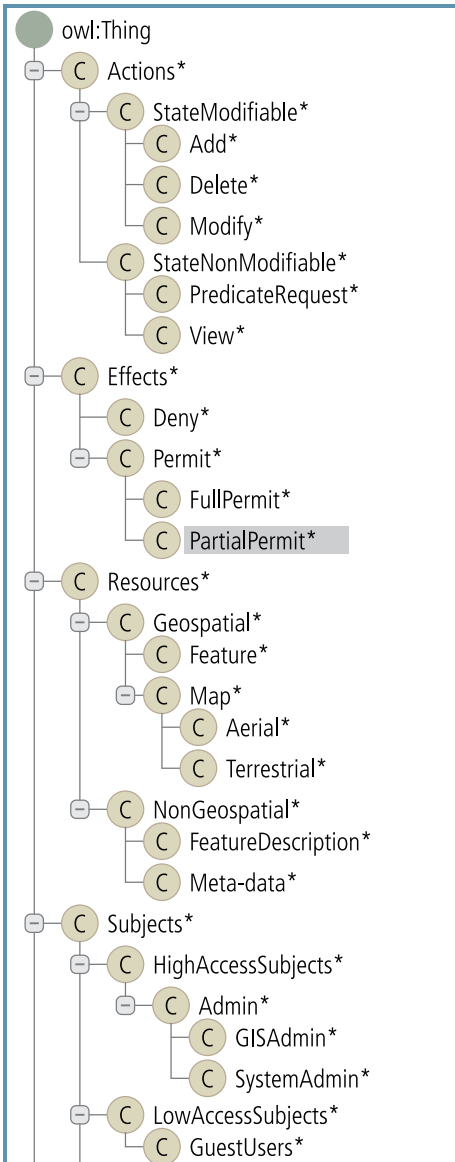 owl:Thing
C Actions*
C StateModifiable*
C Add*
C Delete*
C Modify*
C StateNonModifiable*
C PredicateRequest*
C View*
C Effects*
C Deny*
C Permit*
C FullPermit*
C PartialPermit*
C Resources*
C Geospatial*
C Feature*
C Map*
C Aerial*
C Terrestrial*
C NonGeospatial*
C FeatureDescription*
C Meta-data*
C Subjects*
C HighAccessSubjects*
C Admin*
C GISAdmin*
C SystemAdmin*
C LowAccessSubjects*
C GuestUsers*